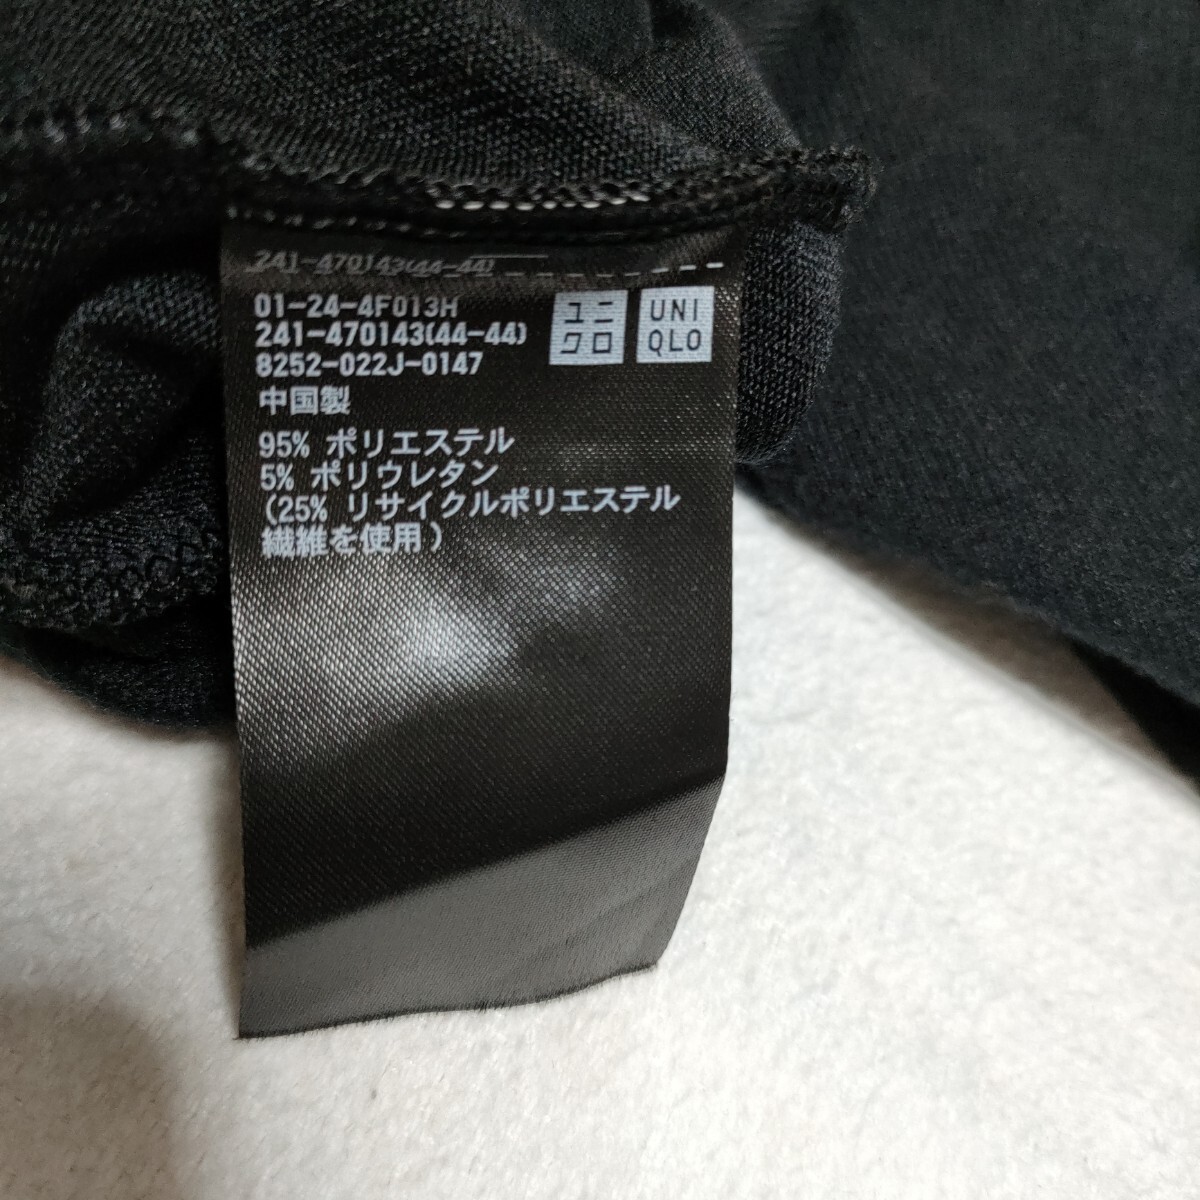 241-470143(44-44)
01-24-4F013H
241-470143(44-44)
8252-022J-0147
中国製
ユニ
クロ
UNI
QLO
95% ポリエステル
5% ポリウレタン
(25% リサイクルポリエステル
繊維を使用)